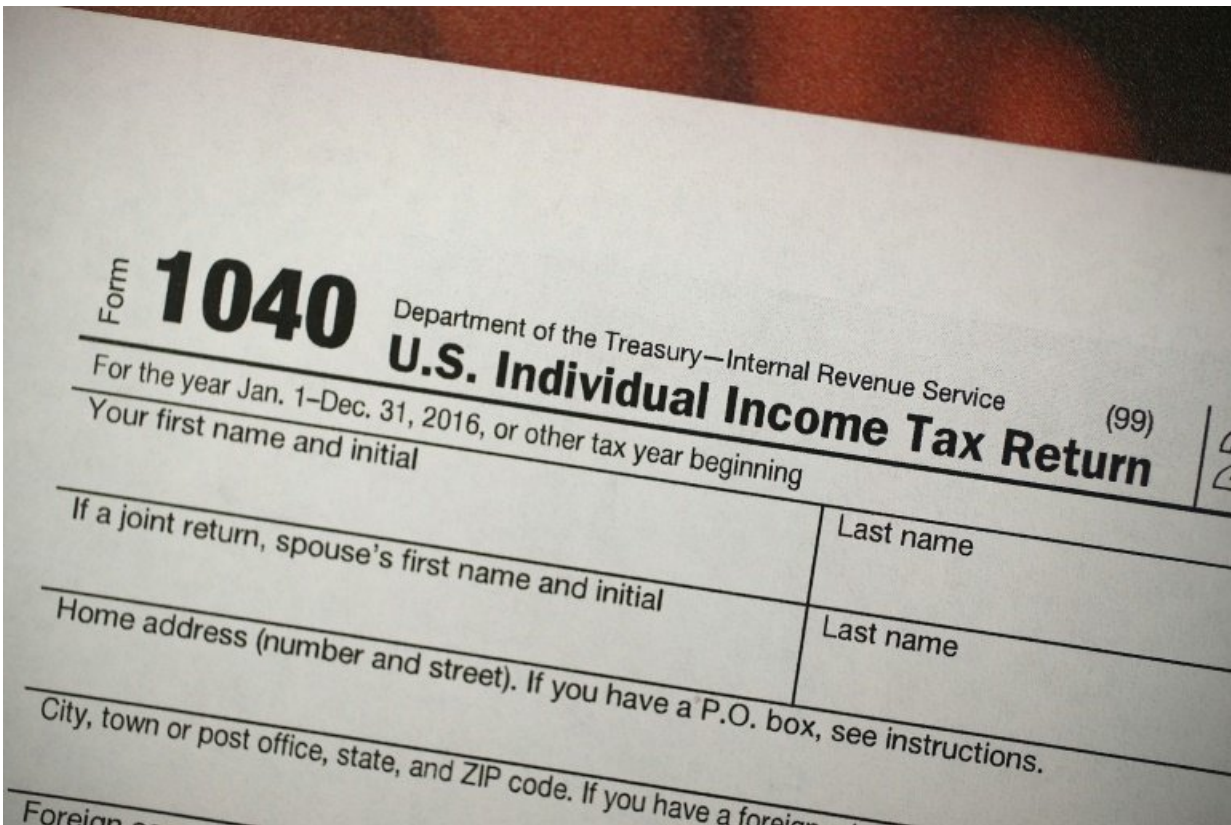 Form 1040 Department of the Treasury—Internal Revenue Service (99)
U.S. Individual Income Tax Return
For the year Jan. 1–Dec. 31, 2016, or other tax year beginning
Your first name and initial
Last name
If a joint return, spouse's first name and initial
Last name
Home address (number and street). If you have a P.O. box, see instructions.
City, town or post office, state, and ZIP code. If you have a foreign
Foreign